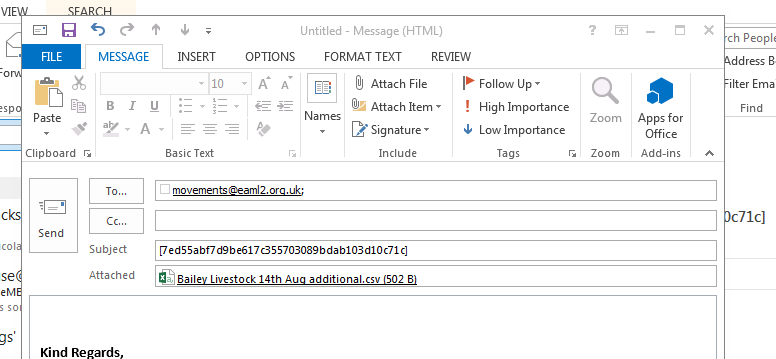 VIEW SEARCH
Untitled - Message (HTML)
FILE MESSAGE INSERT OPTIONS FORMAT TEXT REVIEW
rch People
Forw
Address B
Filter Emai
Find
espo
Paste
Clipboard
10
B I U
A A
Basic Text
Names
Attach File
Attach Item
Signature
Include
Follow Up
High Importance
Low Importance
Tags
Zoom
Zoom
Apps for
Office
Add-ins
Send
To...
movements@eaml2.org.uk;
Cc...
Subject
[7ed55abf7d9be617c355703089bdab103d10c71c]
Attached
Bailey Livestock 14th Aug additional.csv (502 B)
Kind Regards,
cks
0c71c]
icola
use@
eME
s son
gs'